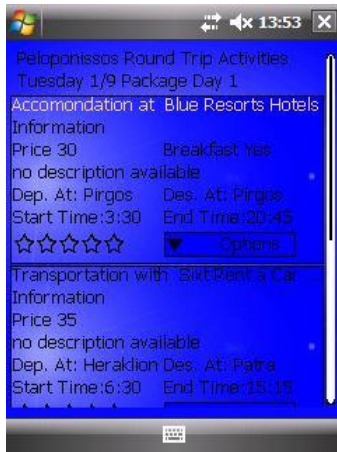 13:53
Peloponissos Round Trip Activities
Tuesday 1/9 Package Day 1
Accomondation at Blue Resorts Hotels
Information
Price 30 Breakfast Yes
no description available
Dep. At: Pirgos Des. At: Pirgos
Start Time:3:30 End Time:20:45
Options
Transportation with Sixt Rent a Car
Information
Price 35
no description available
Dep. At: Heraklion Des. At: Patra
Start Time:6:30 End Time:15:15